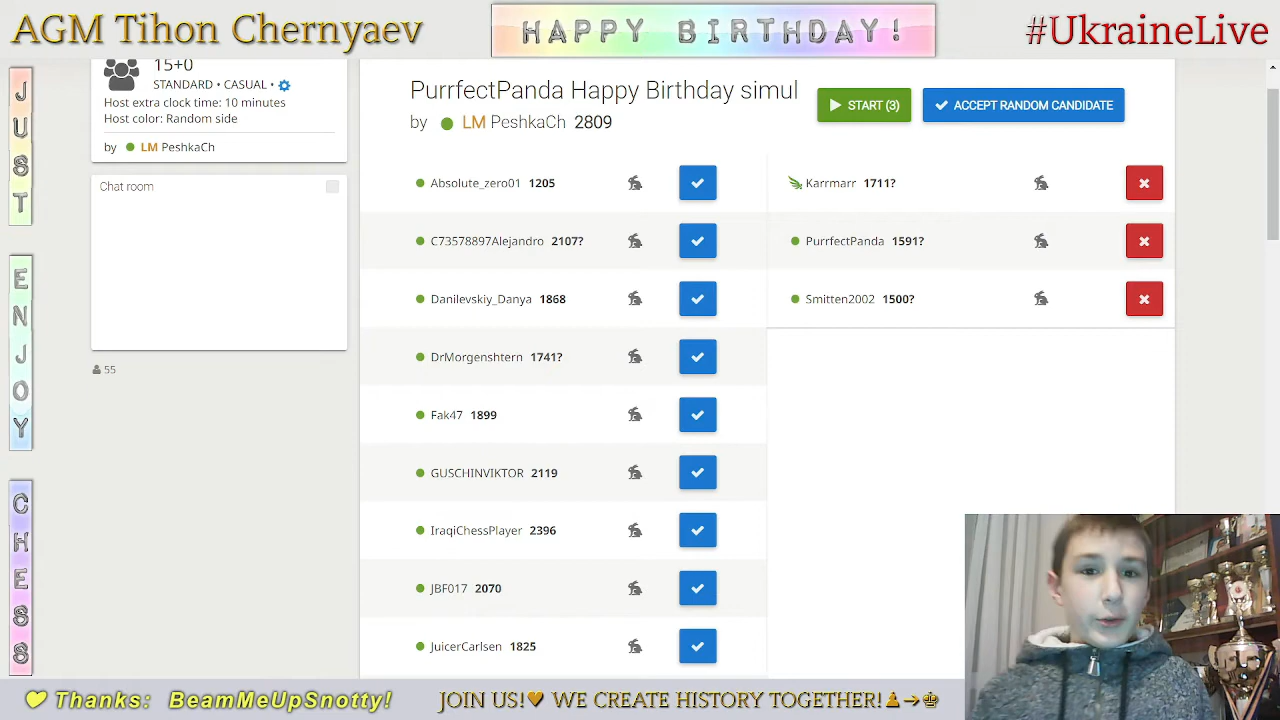 AGM Tihon Chernyaev
HAPPY BIRTHDAY!
#UkraineLive
JUST
ENJOY
CHESS
15+0
STANDARD • CASUAL •
Host extra clock time: 10 minutes
Host color: Random side
by LM PeshkaCh
Chat room
55
PurrfectPanda Happy Birthday simul
by LM PeshkaCh 2809
START (3)
ACCEPT RANDOM CANDIDATE
Absolute_zero01 1205
C73578897Alejandro 2107?
Danilevskiy_Danya 1868
DrMorgenshtern 1741?
Fak47 1899
GUSCHINVIKTOR 2119
IraqiChessPlayer 2396
JBF017 2070
JuicerCarlsen 1825
Karrmarr 1711?
PurrfectPanda 1591?
Smitten2002 1500?
Thanks: BeamMeUpSnotty!
JOIN US!🧡 WE CREATE HISTORY TOGETHER!♟→♚